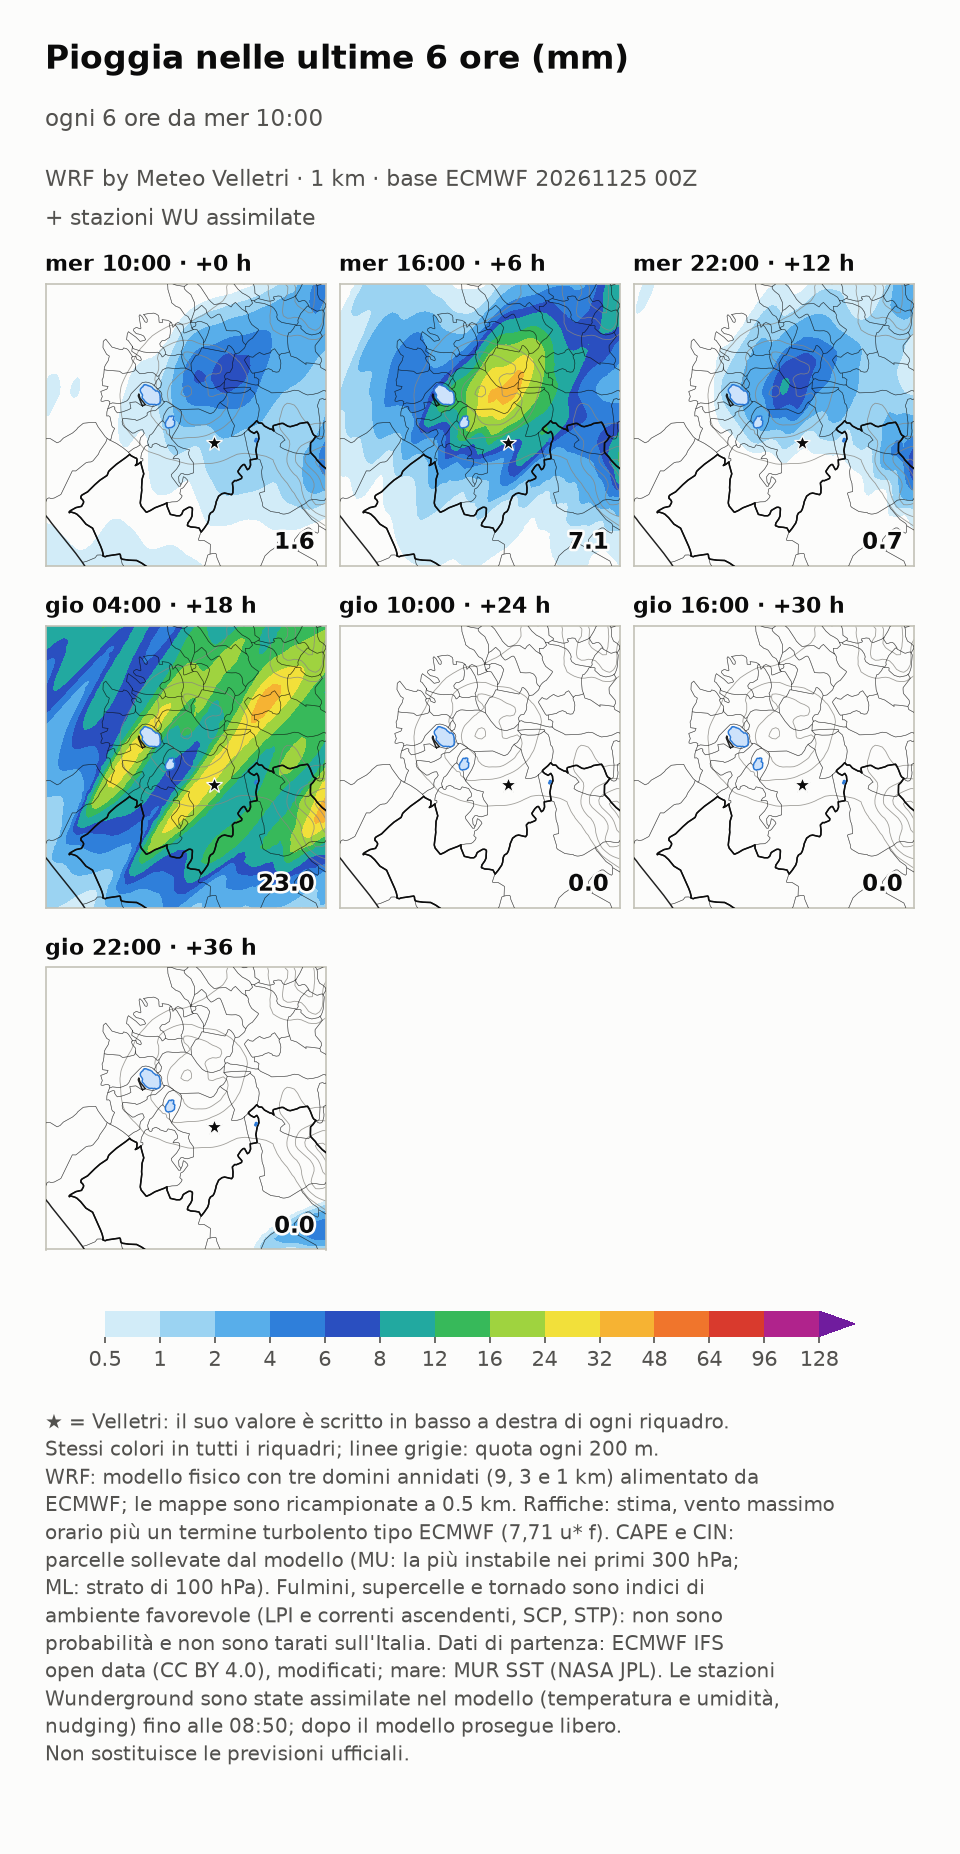 Pioggia nelle ultime 6 ore (mm)
ogni 6 ore da mer 10:00
WRF by Meteo Velletri · 1 km · base ECMWF 20261125 00Z
+ stazioni WU assimilate
mer 10:00 · +0 h
mer 16:00 · +6 h
mer 22:00 · +12 h
1.6
7.1
0.7
gio 04:00 · +18 h
gio 10:00 · +24 h
gio 16:00 · +30 h
23.0
0.0
0.0
gio 22:00 · +36 h
0.0
0.5 1 2 4 6 8 12 16 24 32 48 64 96 128
★ = Velletri: il suo valore è scritto in basso a destra di ogni riquadro.
Stessi colori in tutti i riquadri; linee grigie: quota ogni 200 m.
WRF: modello fisico con tre domini annidati (9, 3 e 1 km) alimentato da
ECMWF; le mappe sono ricampionate a 0.5 km. Raffiche: stima, vento massimo
orario più un termine turbolento tipo ECMWF (7,71 u* f). CAPE e CIN:
parcelle sollevate dal modello (MU: la più instabile nei primi 300 hPa;
ML: strato di 100 hPa). Fulmini, supercelle e tornado sono indici di
ambiente favorevole (LPI e correnti ascendenti, SCP, STP): non sono
probabilità e non sono tarati sull'Italia. Dati di partenza: ECMWF IFS
open data (CC BY 4.0), modificati; mare: MUR SST (NASA JPL). Le stazioni
Wunderground sono state assimilate nel modello (temperatura e umidità,
nudging) fino alle 08:50; dopo il modello prosegue libero.
Non sostituisce le previsioni ufficiali.